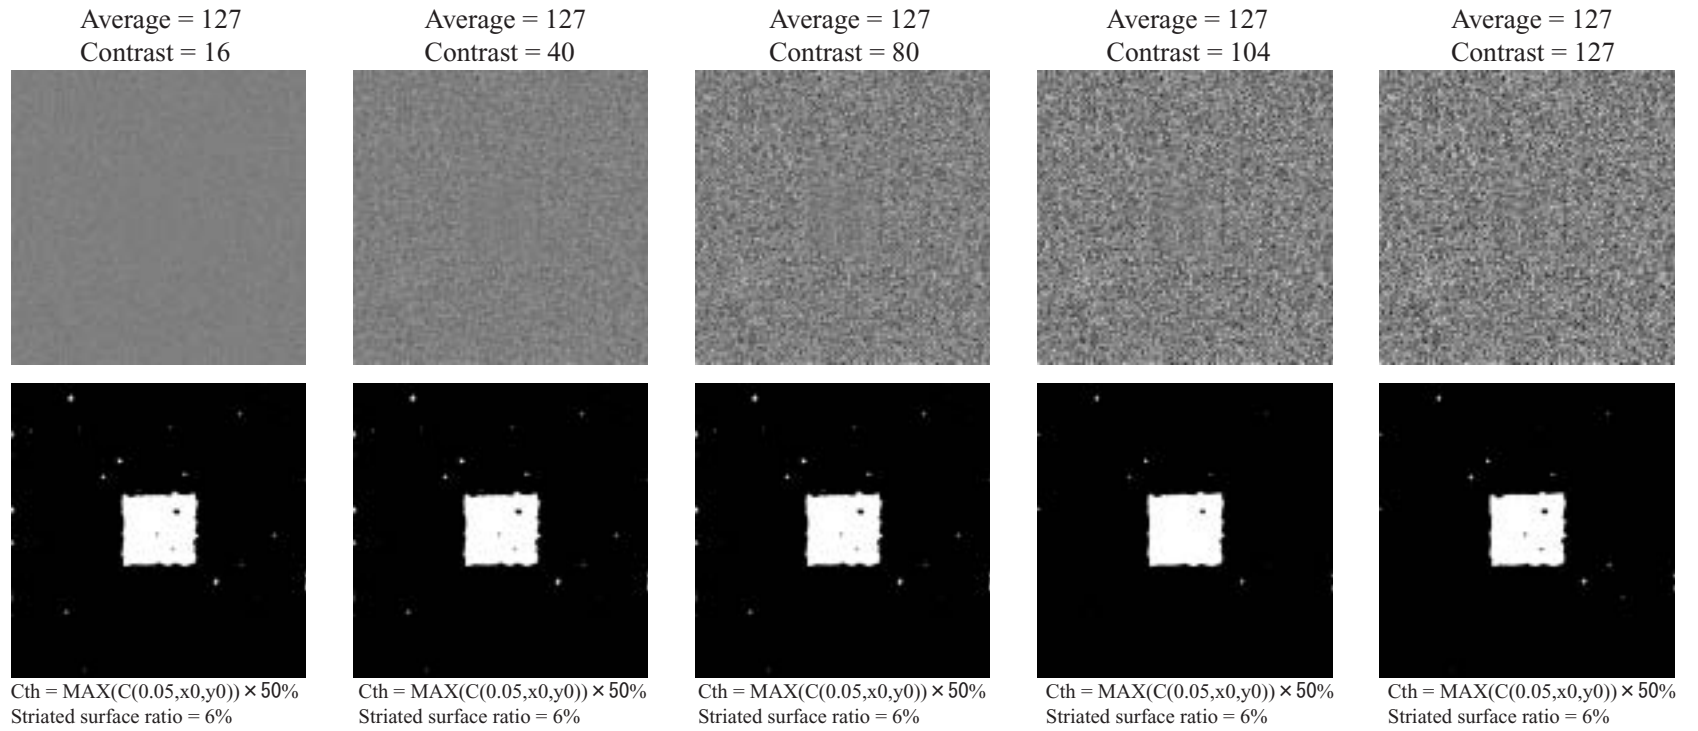 Average = 127
Contrast = 16
Average = 127
Contrast = 40
Average = 127
Contrast = 80
Average = 127
Contrast = 104
Average = 127
Contrast = 127
Cth = MAX(C(0.05,x0,y0)) × 50%
Striated surface ratio = 6%
Cth = MAX(C(0.05,x0,y0)) × 50%
Striated surface ratio = 6%
Cth = MAX(C(0.05,x0,y0)) × 50%
Striated surface ratio = 6%
Cth = MAX(C(0.05,x0,y0)) × 50%
Striated surface ratio = 6%
Cth = MAX(C(0.05,x0,y0)) × 50%
Striated surface ratio = 6%